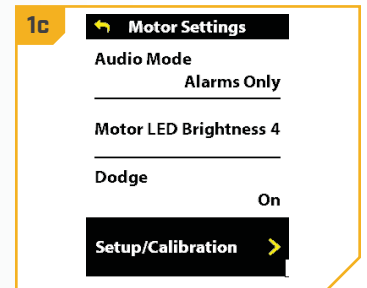 1c
Motor Settings
Audio Mode
Alarms Only
Motor LED Brightness 4
Dodge
On
Setup/Calibration >